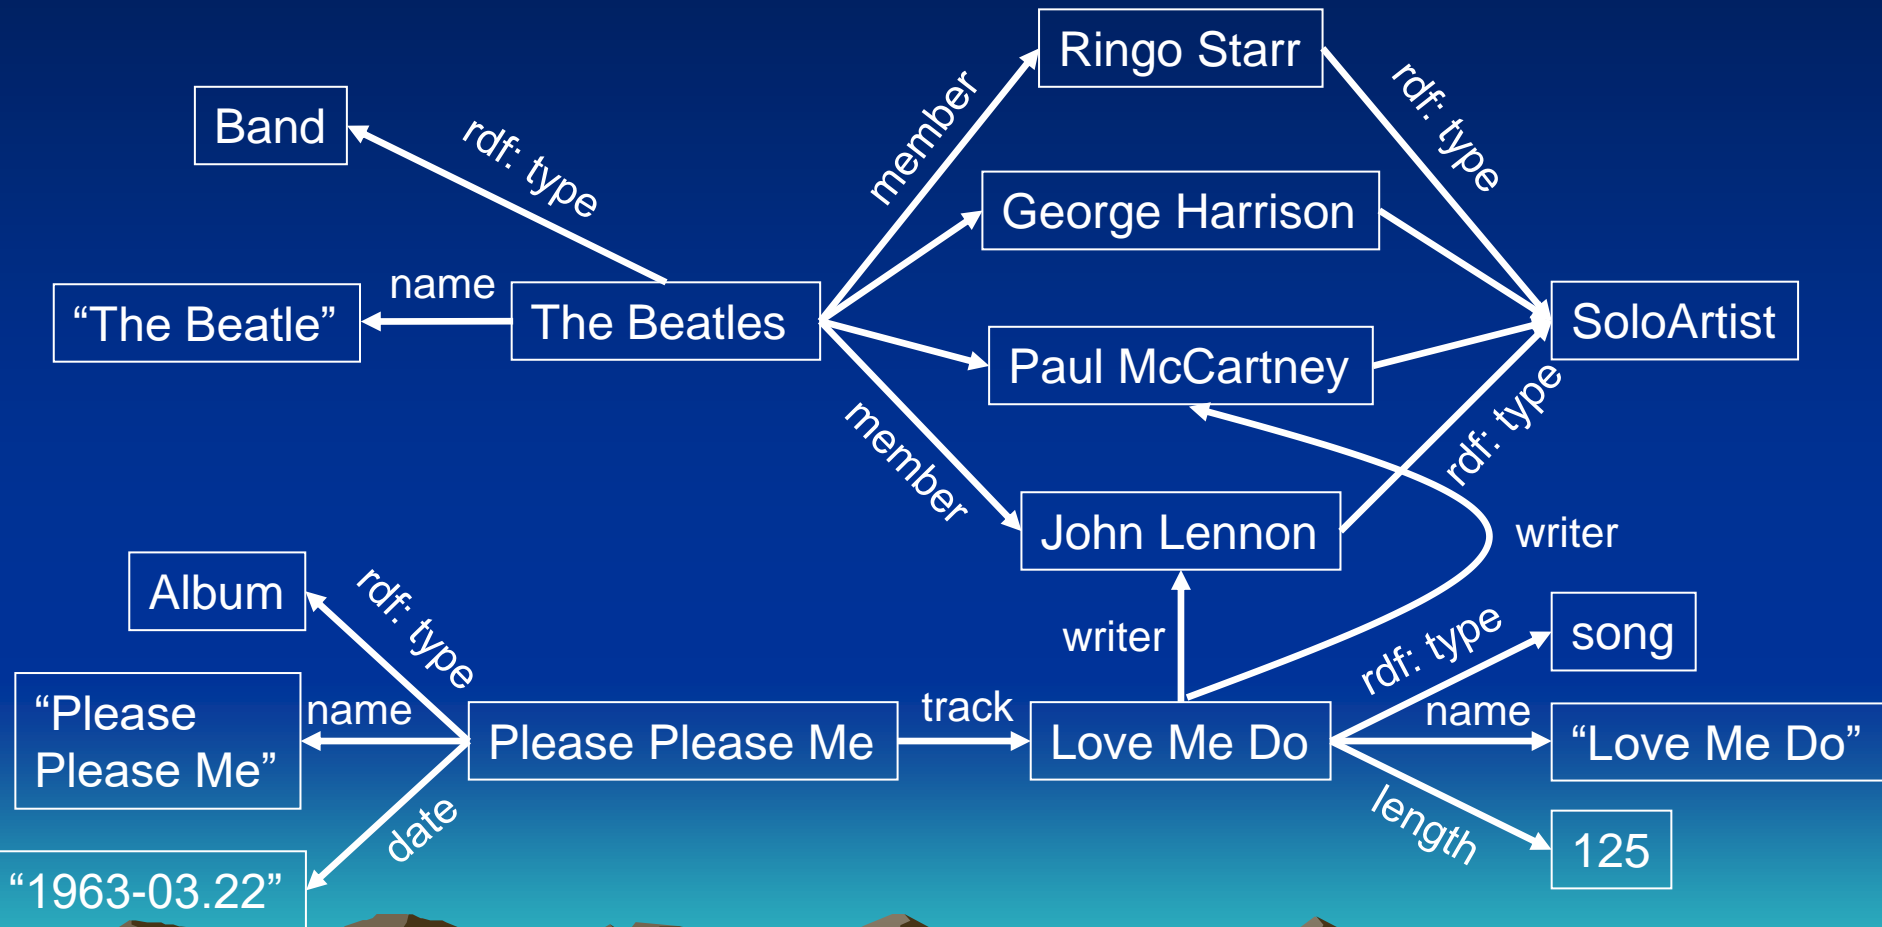 Ringo Starr
rdf: type
member
Band
rdf: type
George Harrison
name
“The Beatle”
The Beatles
SoloArtist
Paul McCartney
member
rdf: type
John Lennon
writer
Album
rdf: type
writer
rdf: type
song
“Please
Please Me”
name
Please Please Me
track
Love Me Do
name
“Love Me Do”
date
length
125
“1963-03.22”